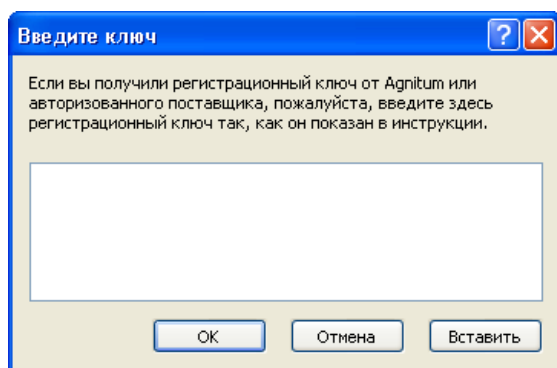 Введите ключ
Если вы получили регистрационный ключ от Agnitum или
авторизованного поставщика, пожалуйста, введите здесь
регистрационный ключ так, как он показан в инструкции.
OK Отмена Вставить